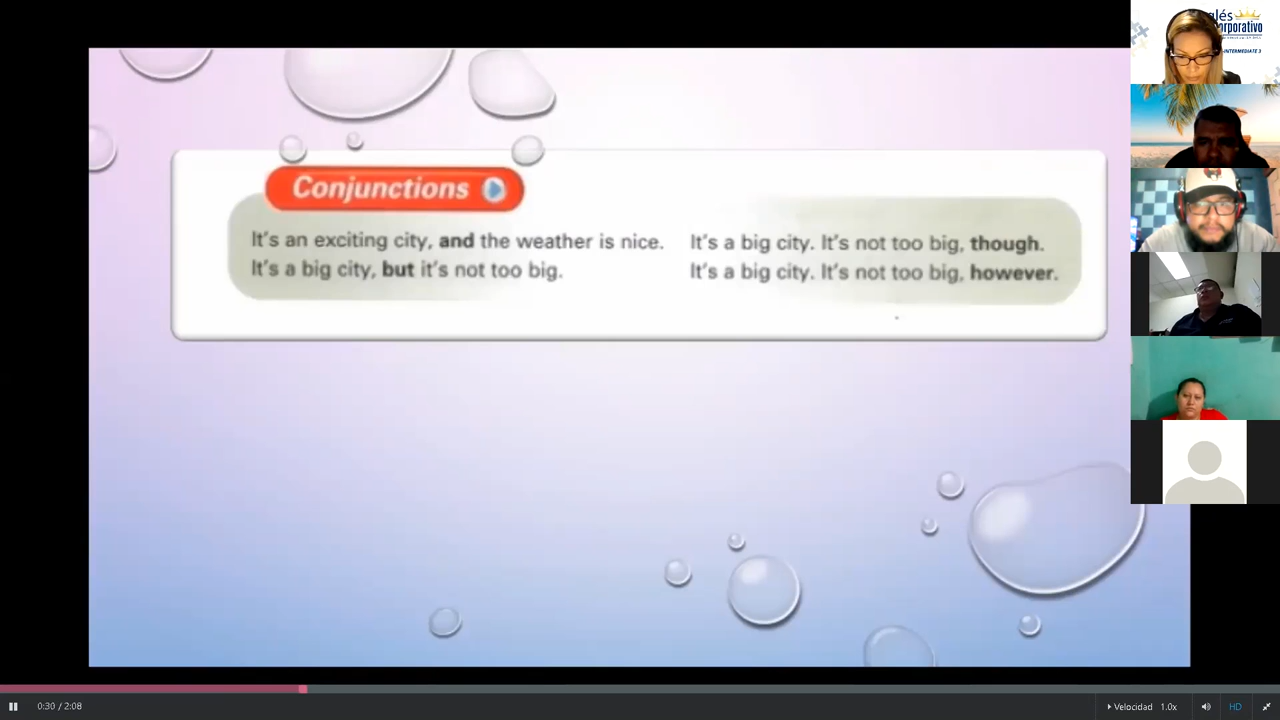 Conjunctions
It's an exciting city, and the weather is nice.
It's a big city, but it's not too big.
It's a big city. It's not too big, though.
It's a big city. It's not too big, however.
INTERMEDIATE 3
0:30 / 2:08
Velocidad 1.0x
HD